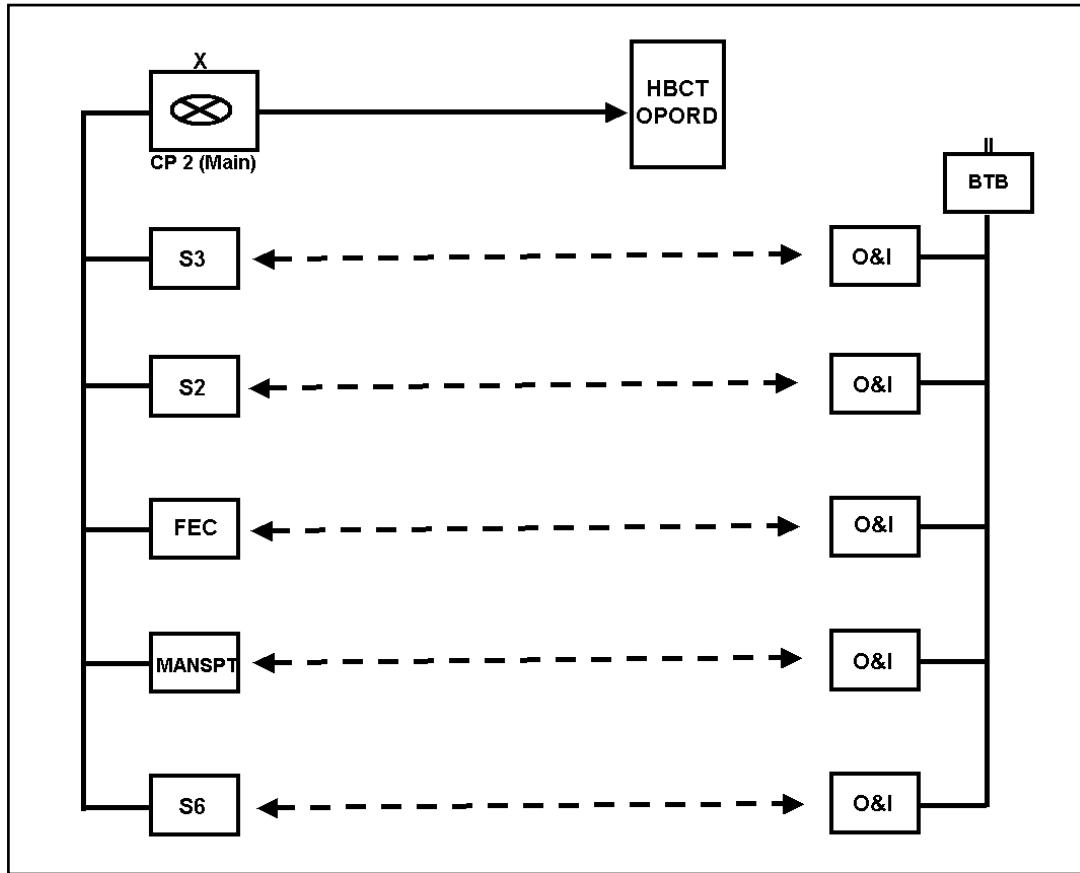 X
CP 2 (Main)
HBCT
OPORD
II
BTB
S3
O&I
S2
O&I
FEC
O&I
MANSPT
O&I
S6
O&I